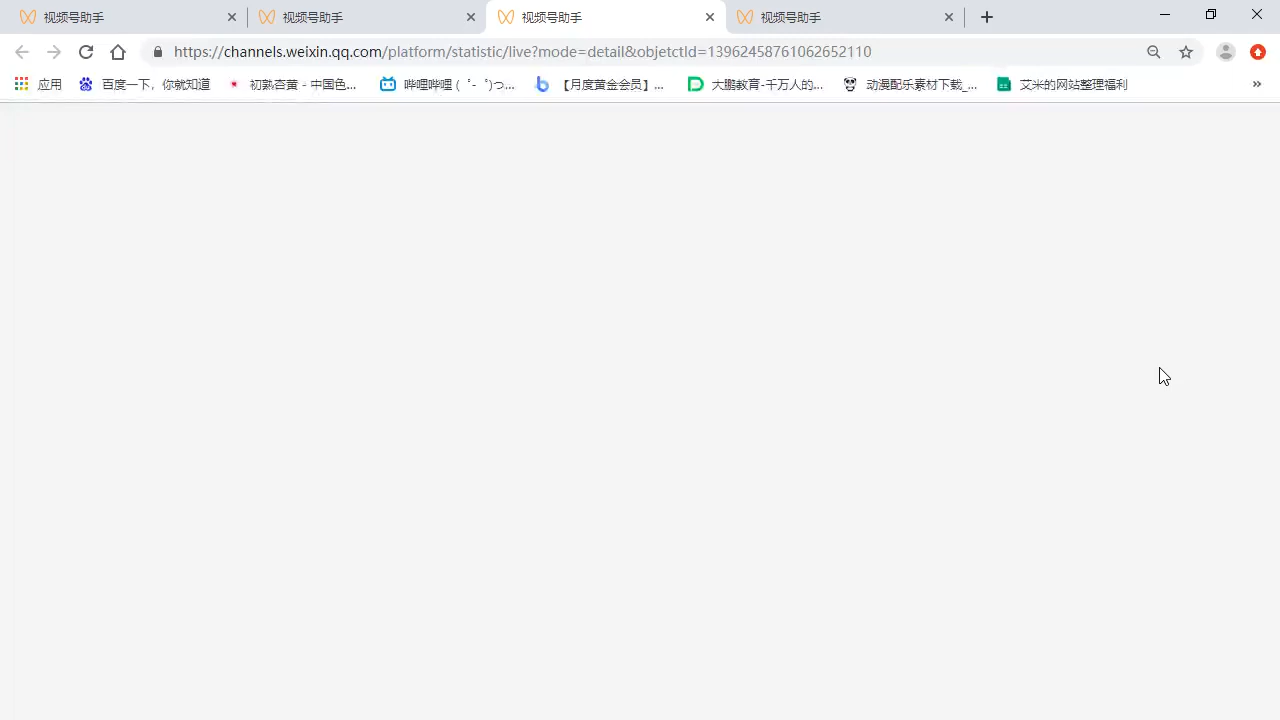 视频号助手
视频号助手
视频号助手
视频号助手
https://channels.weixin.qq.com/platform/statistic/live?mode=detail&objetctId=13962458761062652110
应用
百度一下，你就知道
初熟杏黄 - 中国色...
哔哩哔哩 ( ゜- ゜)つ...
【月度黄金会员】...
大鹏教育-千万人的...
动漫配乐素材下载_...
艾米的网站整理福利
»